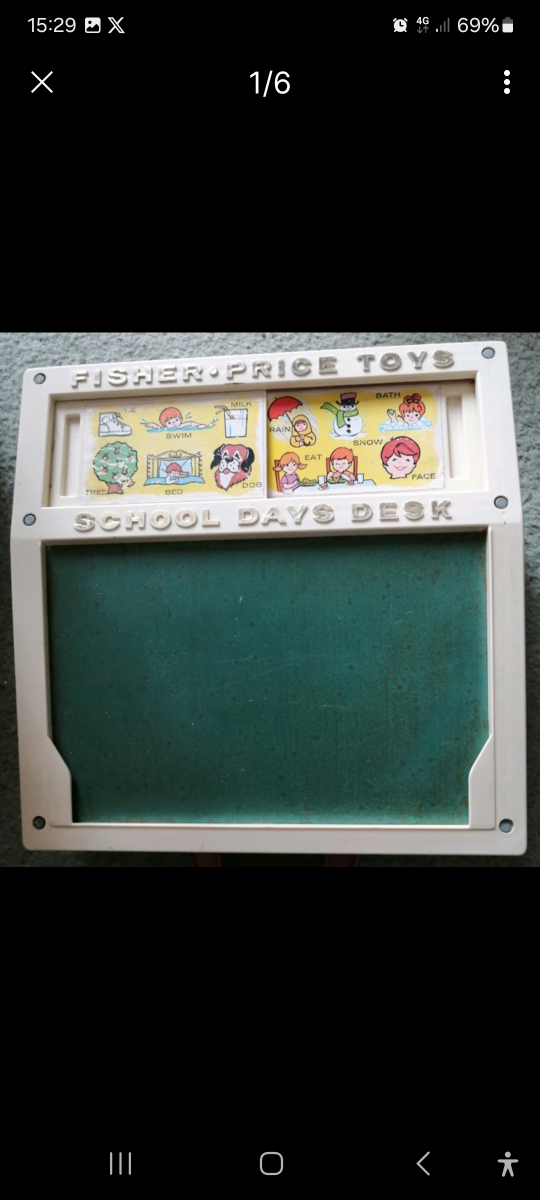 15:29
4G
69%
1/6
FISHER·PRICE TOYS
MILK
SWIM
TREE
BED
DOG
RAIN
BATH
SNOW
EAT
FACE
SCHOOL DAYS DESK